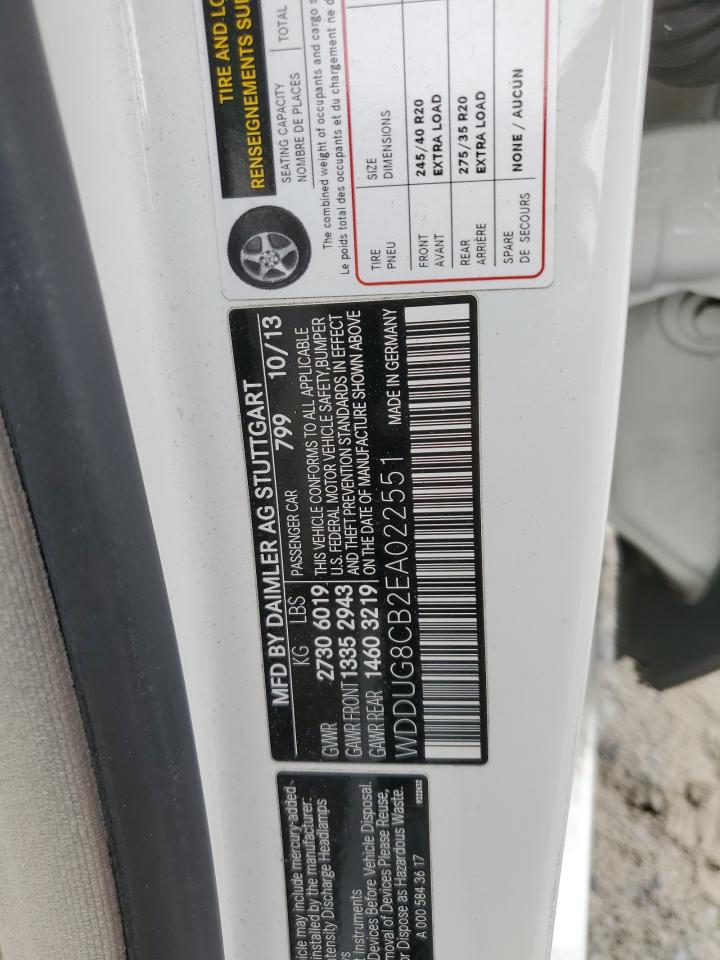 TIRE AND
RENSEIGNEMENTS
SEATING CAPACITY
NOMBRE DE PLACES
TOTAL
The combined weight of occupants and cargo
Le poids total des occupants et du chargement ne
TIRE
PNEU
SIZE
DIMENSIONS
FRONT
AVANT
245/40 R20
EXTRA LOAD
REAR
ARRIÈRE
275/35 R20
EXTRA LOAD
SPARE
DE SECOURS
NONE / AUCUN
MFD BY DAIMLER AG STUTTGART
KG LBS PASSENGER CAR 799 10/13
GVWR 2730 6019
GAWR FRONT 1335 2943
GAWR REAR 1460 3219
THIS VEHICLE CONFORMS TO ALL APPLICABLE
U.S. FEDERAL MOTOR VEHICLE SAFETY,BUMPER
AND THEFT PREVENTION STANDARDS IN EFFECT
ON THE DATE OF MANUFACTURE SHOWN ABOVE
WDDUG8CB2EA022551 MADE IN GERMANY
may include mercury-added
installed by the manufacturer.
Discharge Headlamps
Instruments
Devices Before Vehicle Disposal.
of Devices Please Reuse,
or Dispose as Hazardous Waste.
A 000 584 36 17